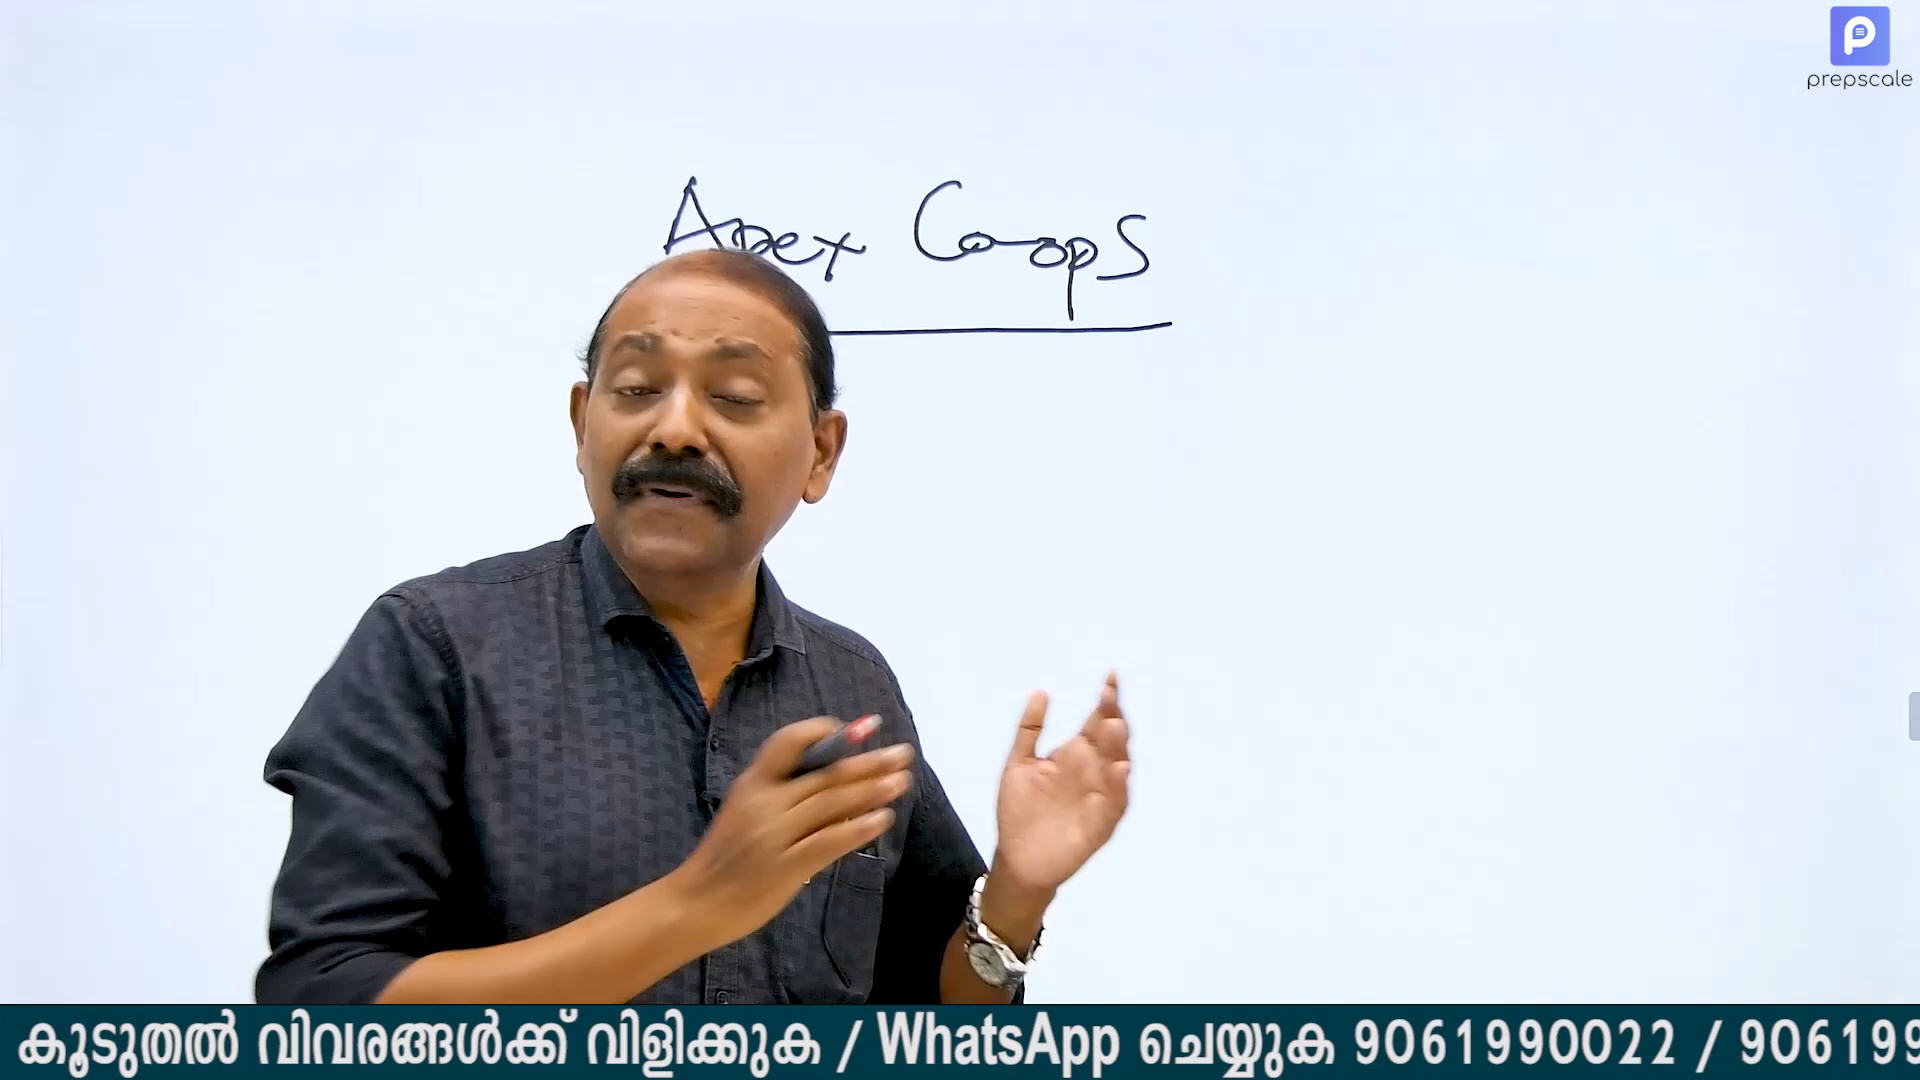 prepscale
Apex Co-ops
കൂടുതൽ വിവരങ്ങൾക്ക് വിളിക്കുക / WhatsApp ചെയ്യുക 9061990022 / 906199